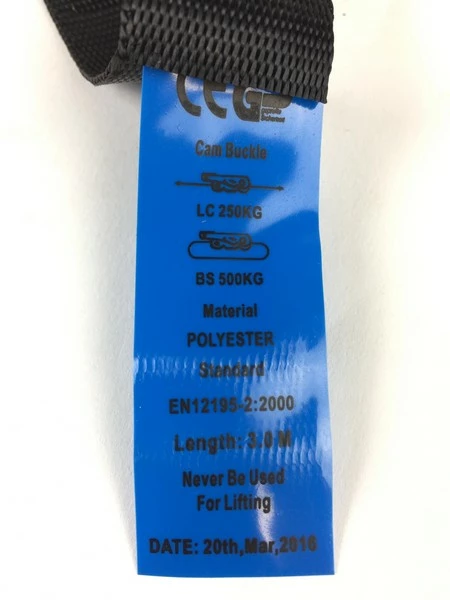 CE GS
Cam Buckle
LC 250KG
BS 500KG
Material
POLYESTER
Standard
EN12195-2:2000
Length: 3.0 M
Never Be Used
For Lifting
DATE: 20th,Mar,2016